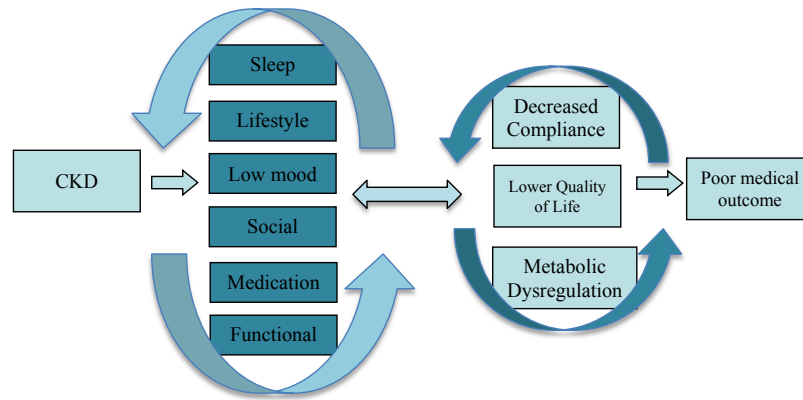 CKD
Sleep
Lifestyle
Low mood
Social
Medication
Functional
Decreased
Compliance
Lower Quality
of Life
Metabolic
Dysregulation
Poor medical
outcome